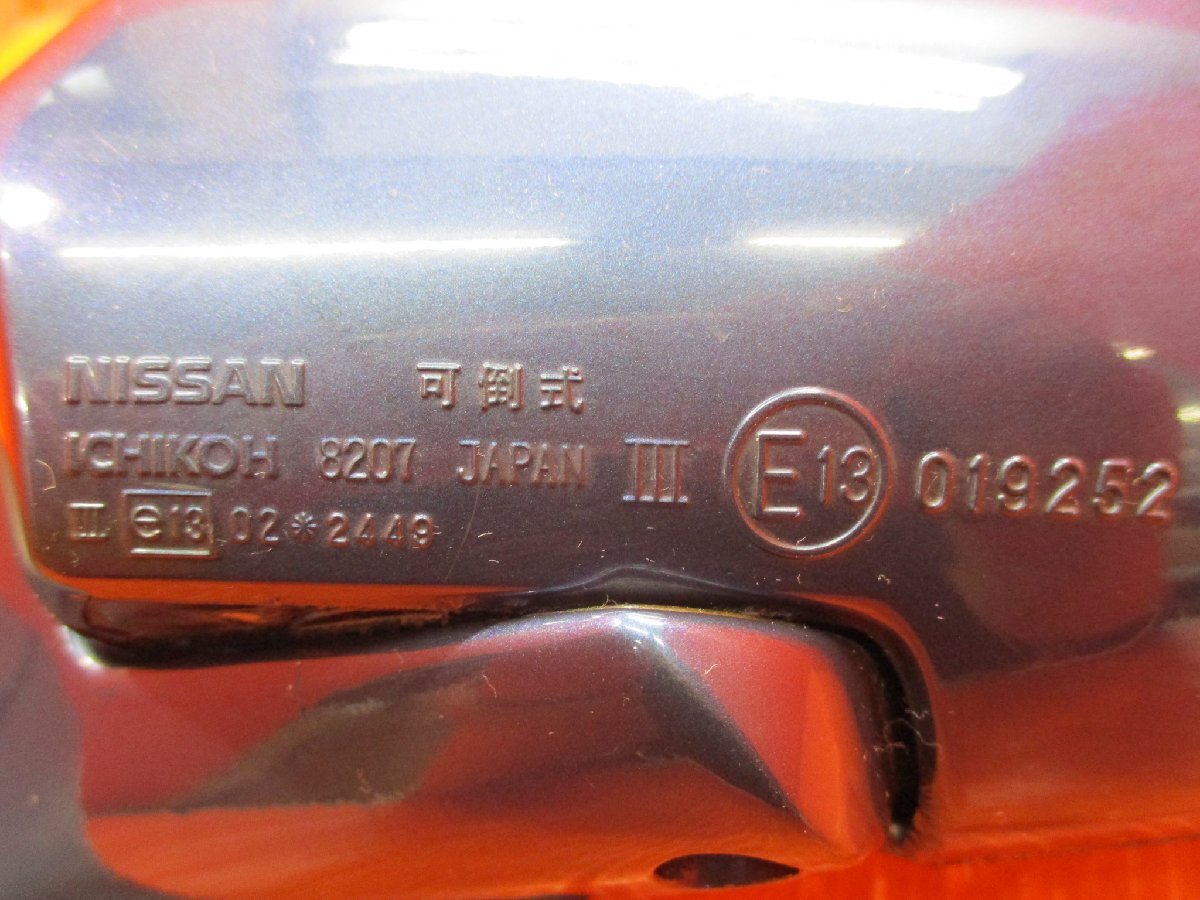 NISSAN 可倒式
ICHIKOH 8207 JAPAN III E13 019252
III e13 02*2449